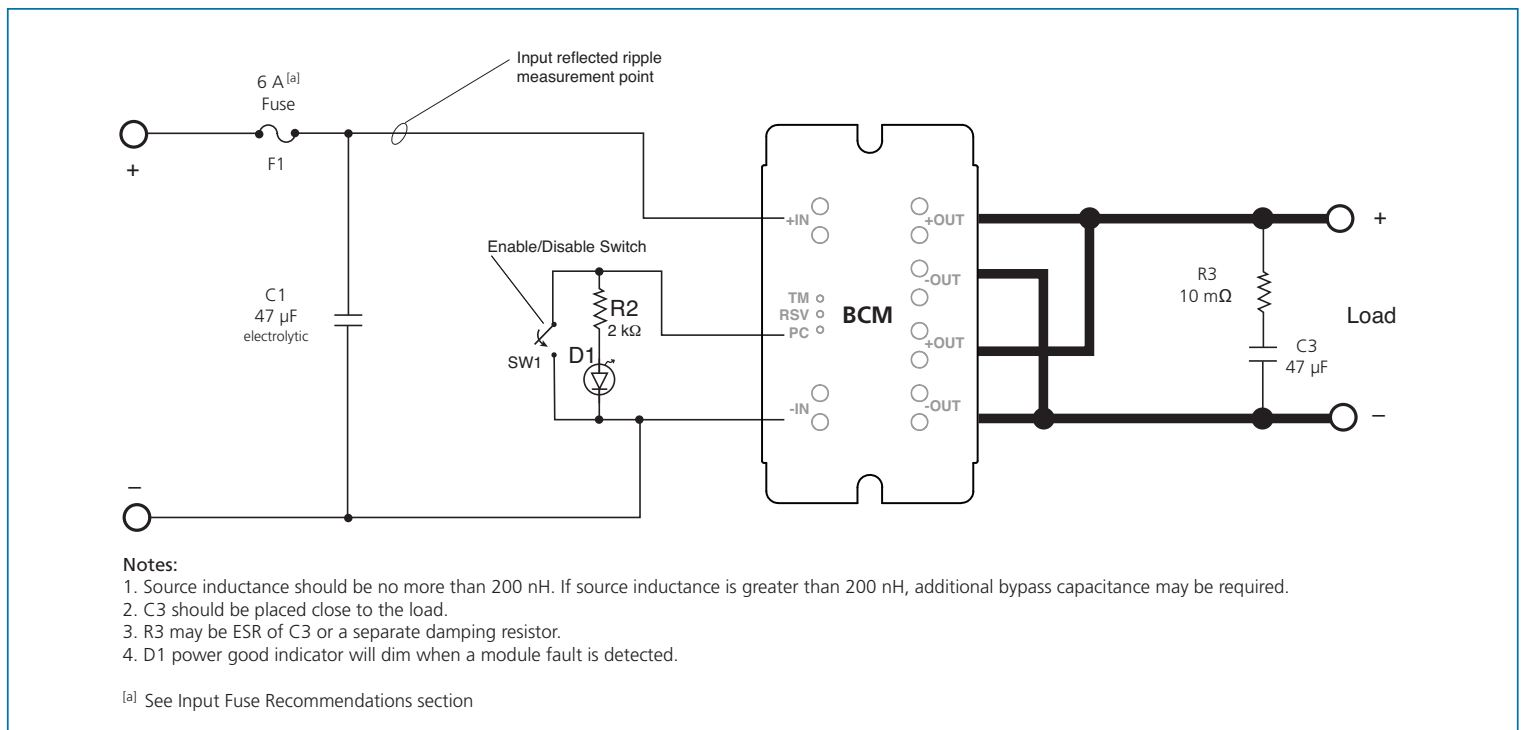 Input reflected ripple
measurement point
6 A [a]
Fuse
F1
+
+IN
+OUT
+
Enable/Disable Switch
-OUT
R3
10 mΩ
C1
47 µF
electrolytic
R2
2 kΩ
TM
RSV
PC
BCM
Load
SW1
D1
+OUT
C3
47 µF
-IN
-OUT
–
–
Notes:
1. Source inductance should be no more than 200 nH. If source inductance is greater than 200 nH, additional bypass capacitance may be required.
2. C3 should be placed close to the load.
3. R3 may be ESR of C3 or a separate damping resistor.
4. D1 power good indicator will dim when a module fault is detected.
[a] See Input Fuse Recommendations section